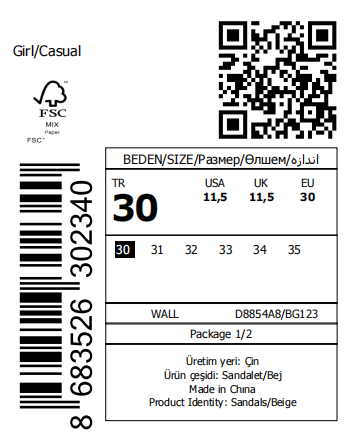 Girl/Casual
FSC
MIX
Paper
FSC™
BEDEN/SIZE/Размер/Өлшем/اندازه
TR USA UK EU
30 11,5 11,5 30
30 31 32 33 34 35
WALL D8854A8/BG123
Package 1/2
Üretim yeri: Çin
Ürün çeşidi: Sandalet/Bej
Made in China
Product Identity: Sandals/Beige
8 683526 302340